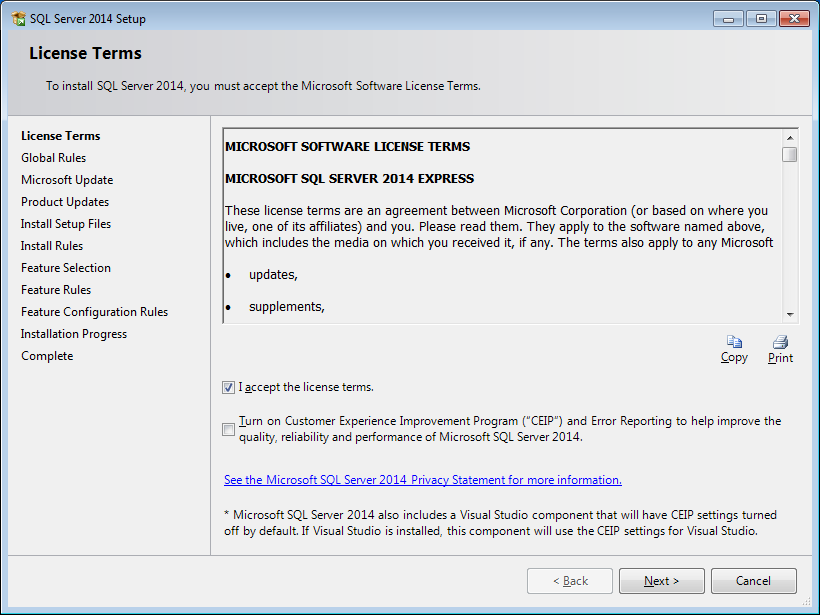 SQL Server 2014 Setup
License Terms
To install SQL Server 2014, you must accept the Microsoft Software License Terms.
License Terms
Global Rules
Microsoft Update
Product Updates
Install Setup Files
Install Rules
Feature Selection
Feature Rules
Feature Configuration Rules
Installation Progress
Complete
MICROSOFT SOFTWARE LICENSE TERMS
MICROSOFT SQL SERVER 2014 EXPRESS
These license terms are an agreement between Microsoft Corporation (or based on where you
live, one of its affiliates) and you. Please read them. They apply to the software named above,
which includes the media on which you received it, if any. The terms also apply to any Microsoft
• updates,
• supplements,
Copy
Print
I accept the license terms.
Turn on Customer Experience Improvement Program ("CEIP") and Error Reporting to help improve the
quality, reliability and performance of Microsoft SQL Server 2014.
See the Microsoft SQL Server 2014 Privacy Statement for more information.
* Microsoft SQL Server 2014 also includes a Visual Studio component that will have CEIP settings turned
off by default. If Visual Studio is installed, this component will use the CEIP settings for Visual Studio.
< Back
Next >
Cancel